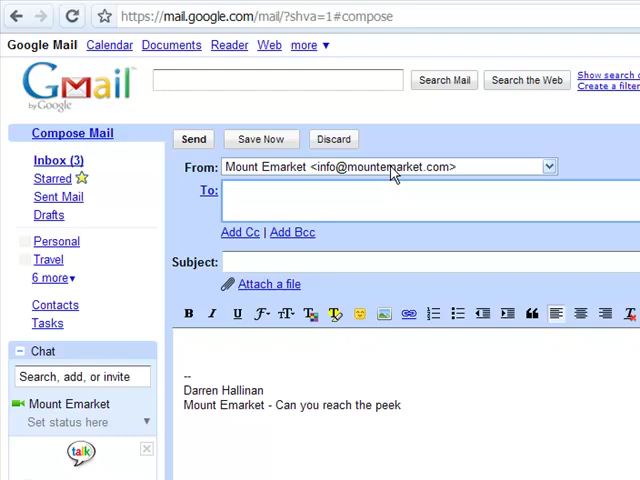 https://mail.google.com/mail/?shva=1#compose
Google Mail Calendar Documents Reader Web more ▼
Gmail
by Google
Search Mail Search the Web Show search o
Create a filter
Compose Mail
Send Save Now Discard
Inbox (3)
Starred
Sent Mail
Drafts
Personal
Travel
6 more▼
Contacts
Tasks
From: Mount Emarket <info@mountemarket.com>
To:
Add Cc | Add Bcc
Subject:
Attach a file
B I U
--
Darren Hallinan
Mount Emarket - Can you reach the peek
Chat
Search, add, or invite
Mount Emarket
Set status here
talk